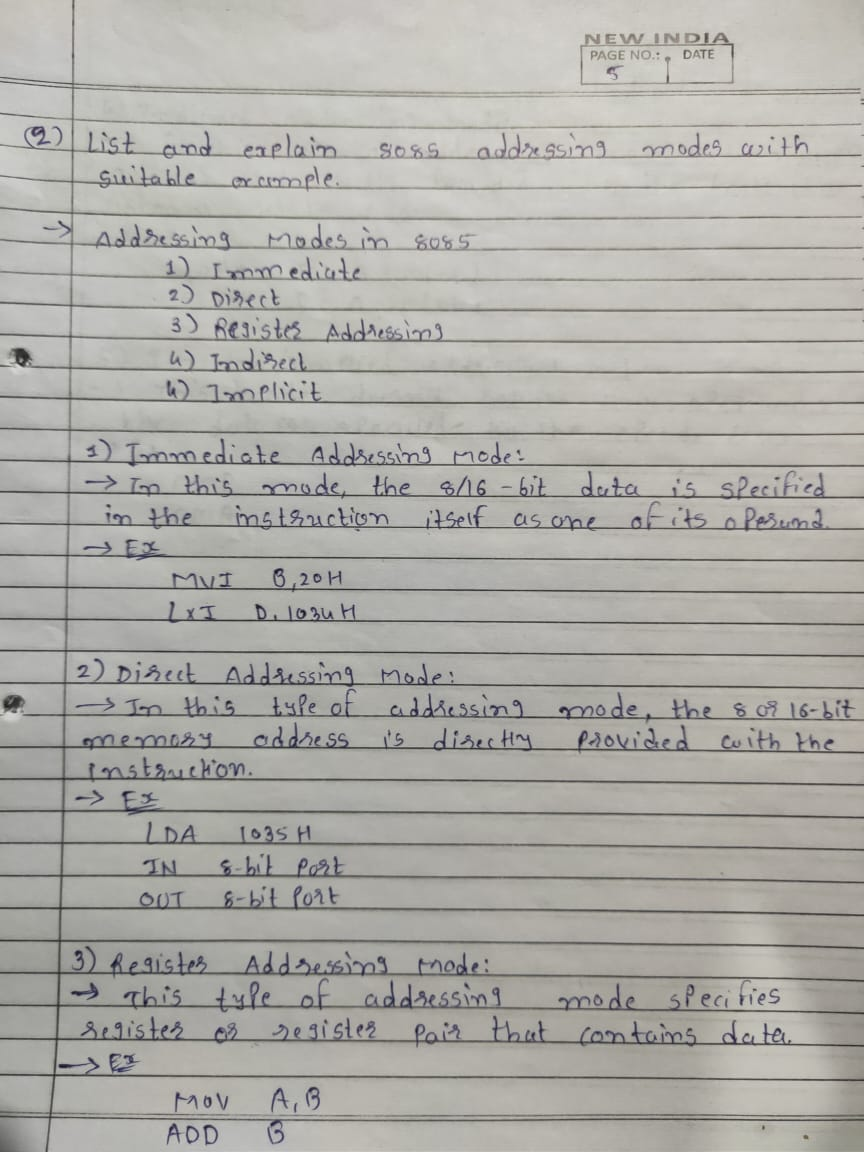 NEW INDIA
PAGE NO.: DATE
5
(2) List and explain 8085 addressing modes with
suitable example.
→ Addressing Modes in 8085
1) Immediate
2) Direct
3) Register Addressing
4) Indirect
4) Implicit
1) Immediate Addressing Mode:
→ In this mode, the 8/16-bit data is specified
in the instruction itself as one of its operand.
→ Ex
MVI B,20H
LXI D, 1034H
2) Direct Addressing Mode:
→ In this type of addressing mode, the 8 or 16-bit
memory address is directly provided with the
instruction.
→ Ex
LDA 1035H
IN 8-bit Port
OUT 8-bit Port
3) Register Addressing Mode:
→ This type of addressing mode specifies
register or register pair that contains data.
→ Ex
MOV A,B
ADD B